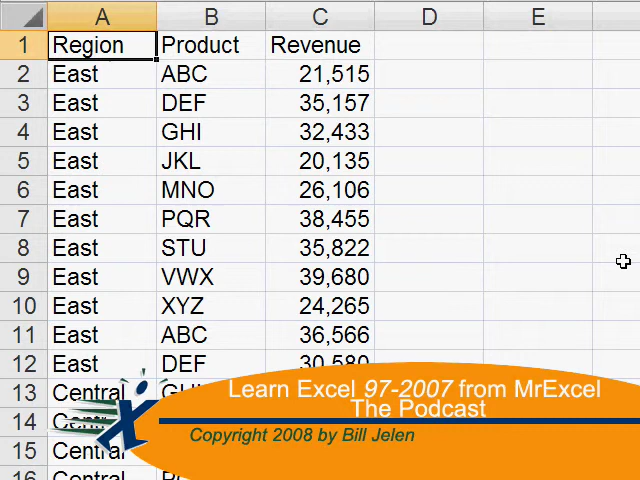 A B C D E
1 Region Product Revenue
2 East ABC 21,515
3 East DEF 35,157
4 East GHI 32,433
5 East JKL 20,135
6 East MNO 26,106
7 East PQR 38,455
8 East STU 35,822
9 East VWX 39,680
10 East XYZ 24,265
11 East ABC 36,566
12 East DEF 30,580
13 Central
14
15 Central
16 Central
Learn Excel 97-2007 from MrExcel
The Podcast
Copyright 2008 by Bill Jelen